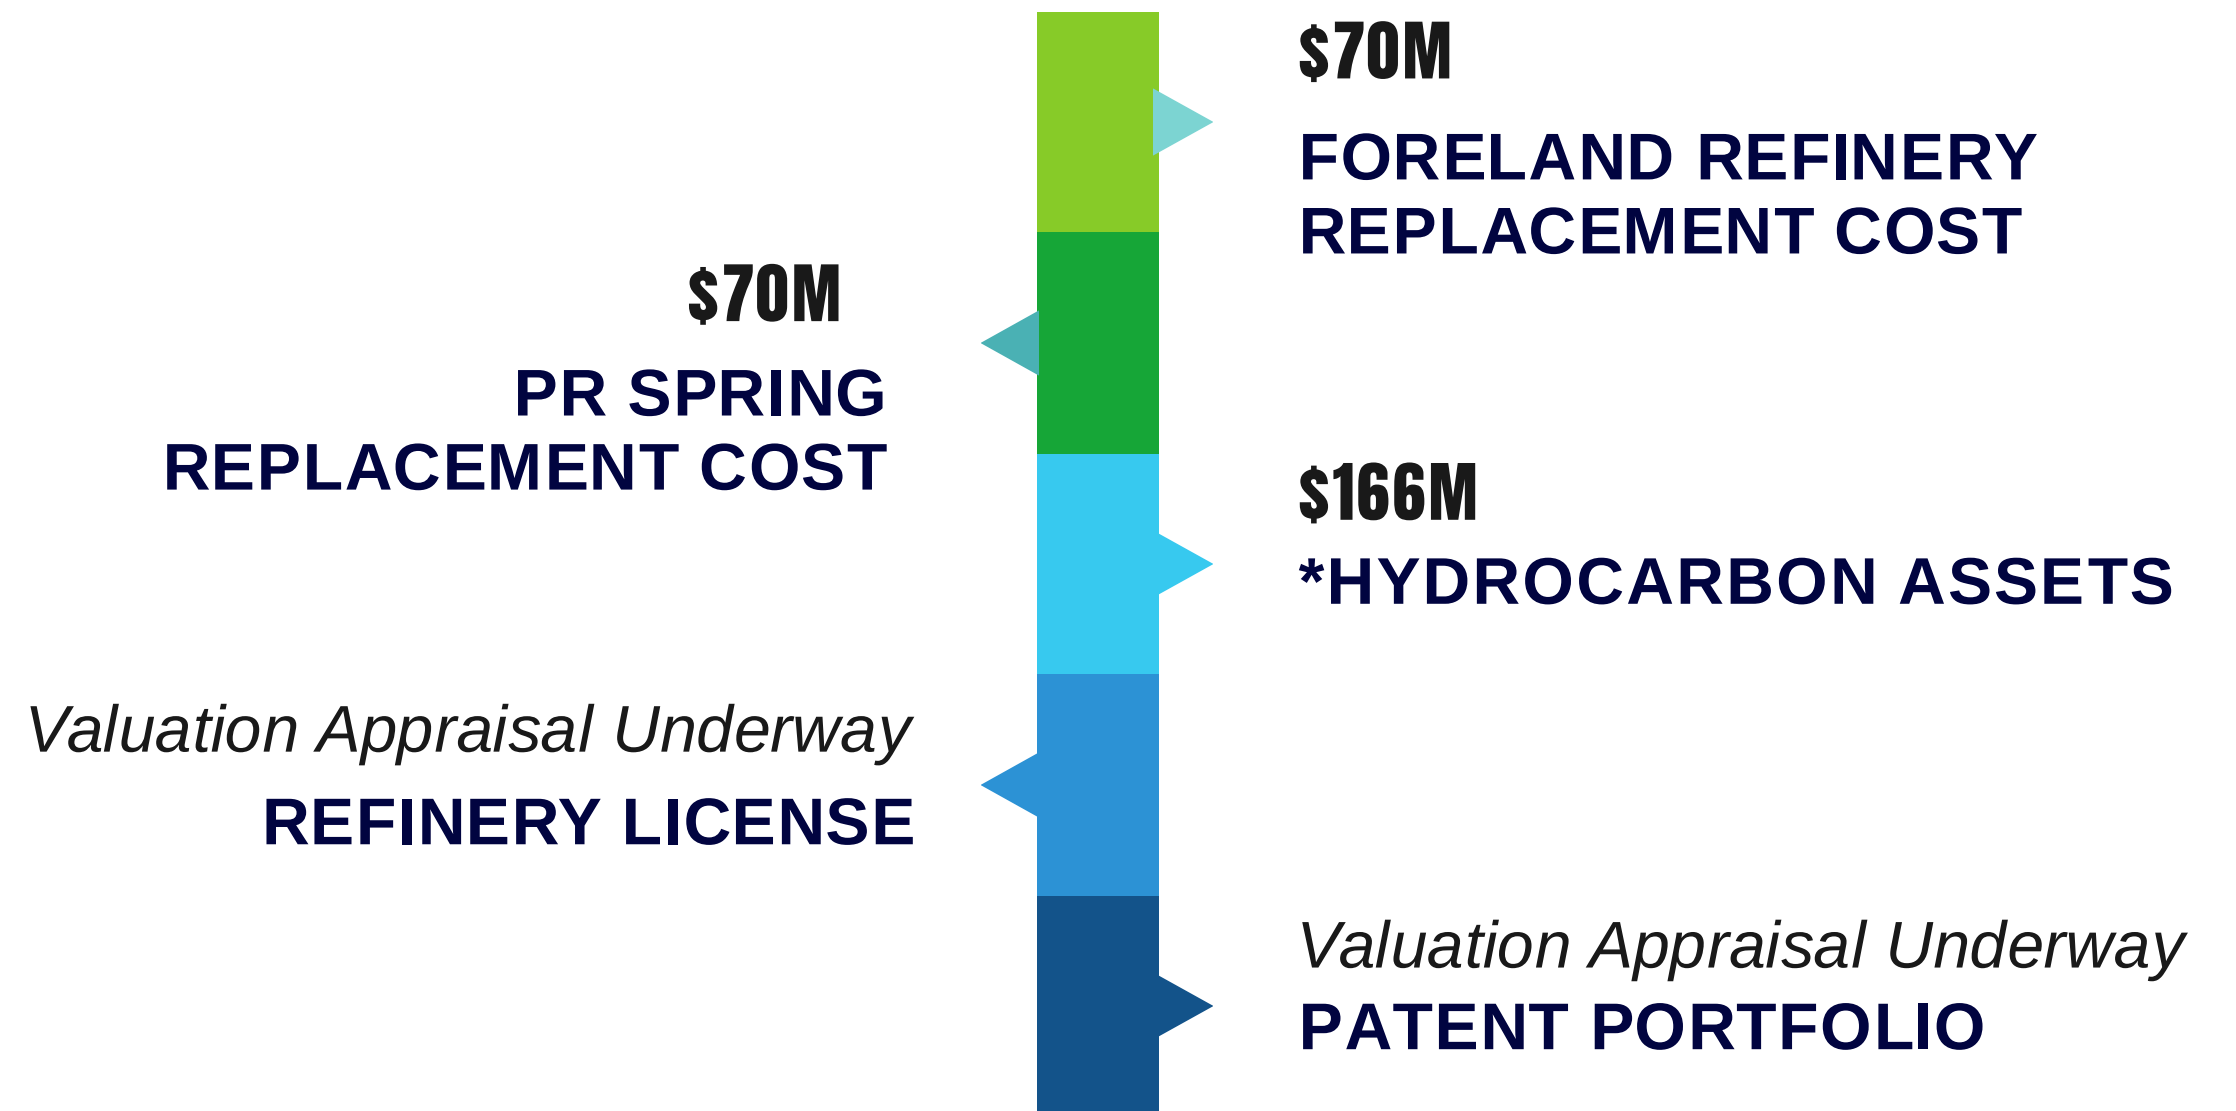 $70M
FORELAND REFINERY
REPLACEMENT COST
$70M
PR SPRING
REPLACEMENT COST
$166M
*HYDROCARBON ASSETS
Valuation Appraisal Underway
REFINERY LICENSE
Valuation Appraisal Underway
PATENT PORTFOLIO